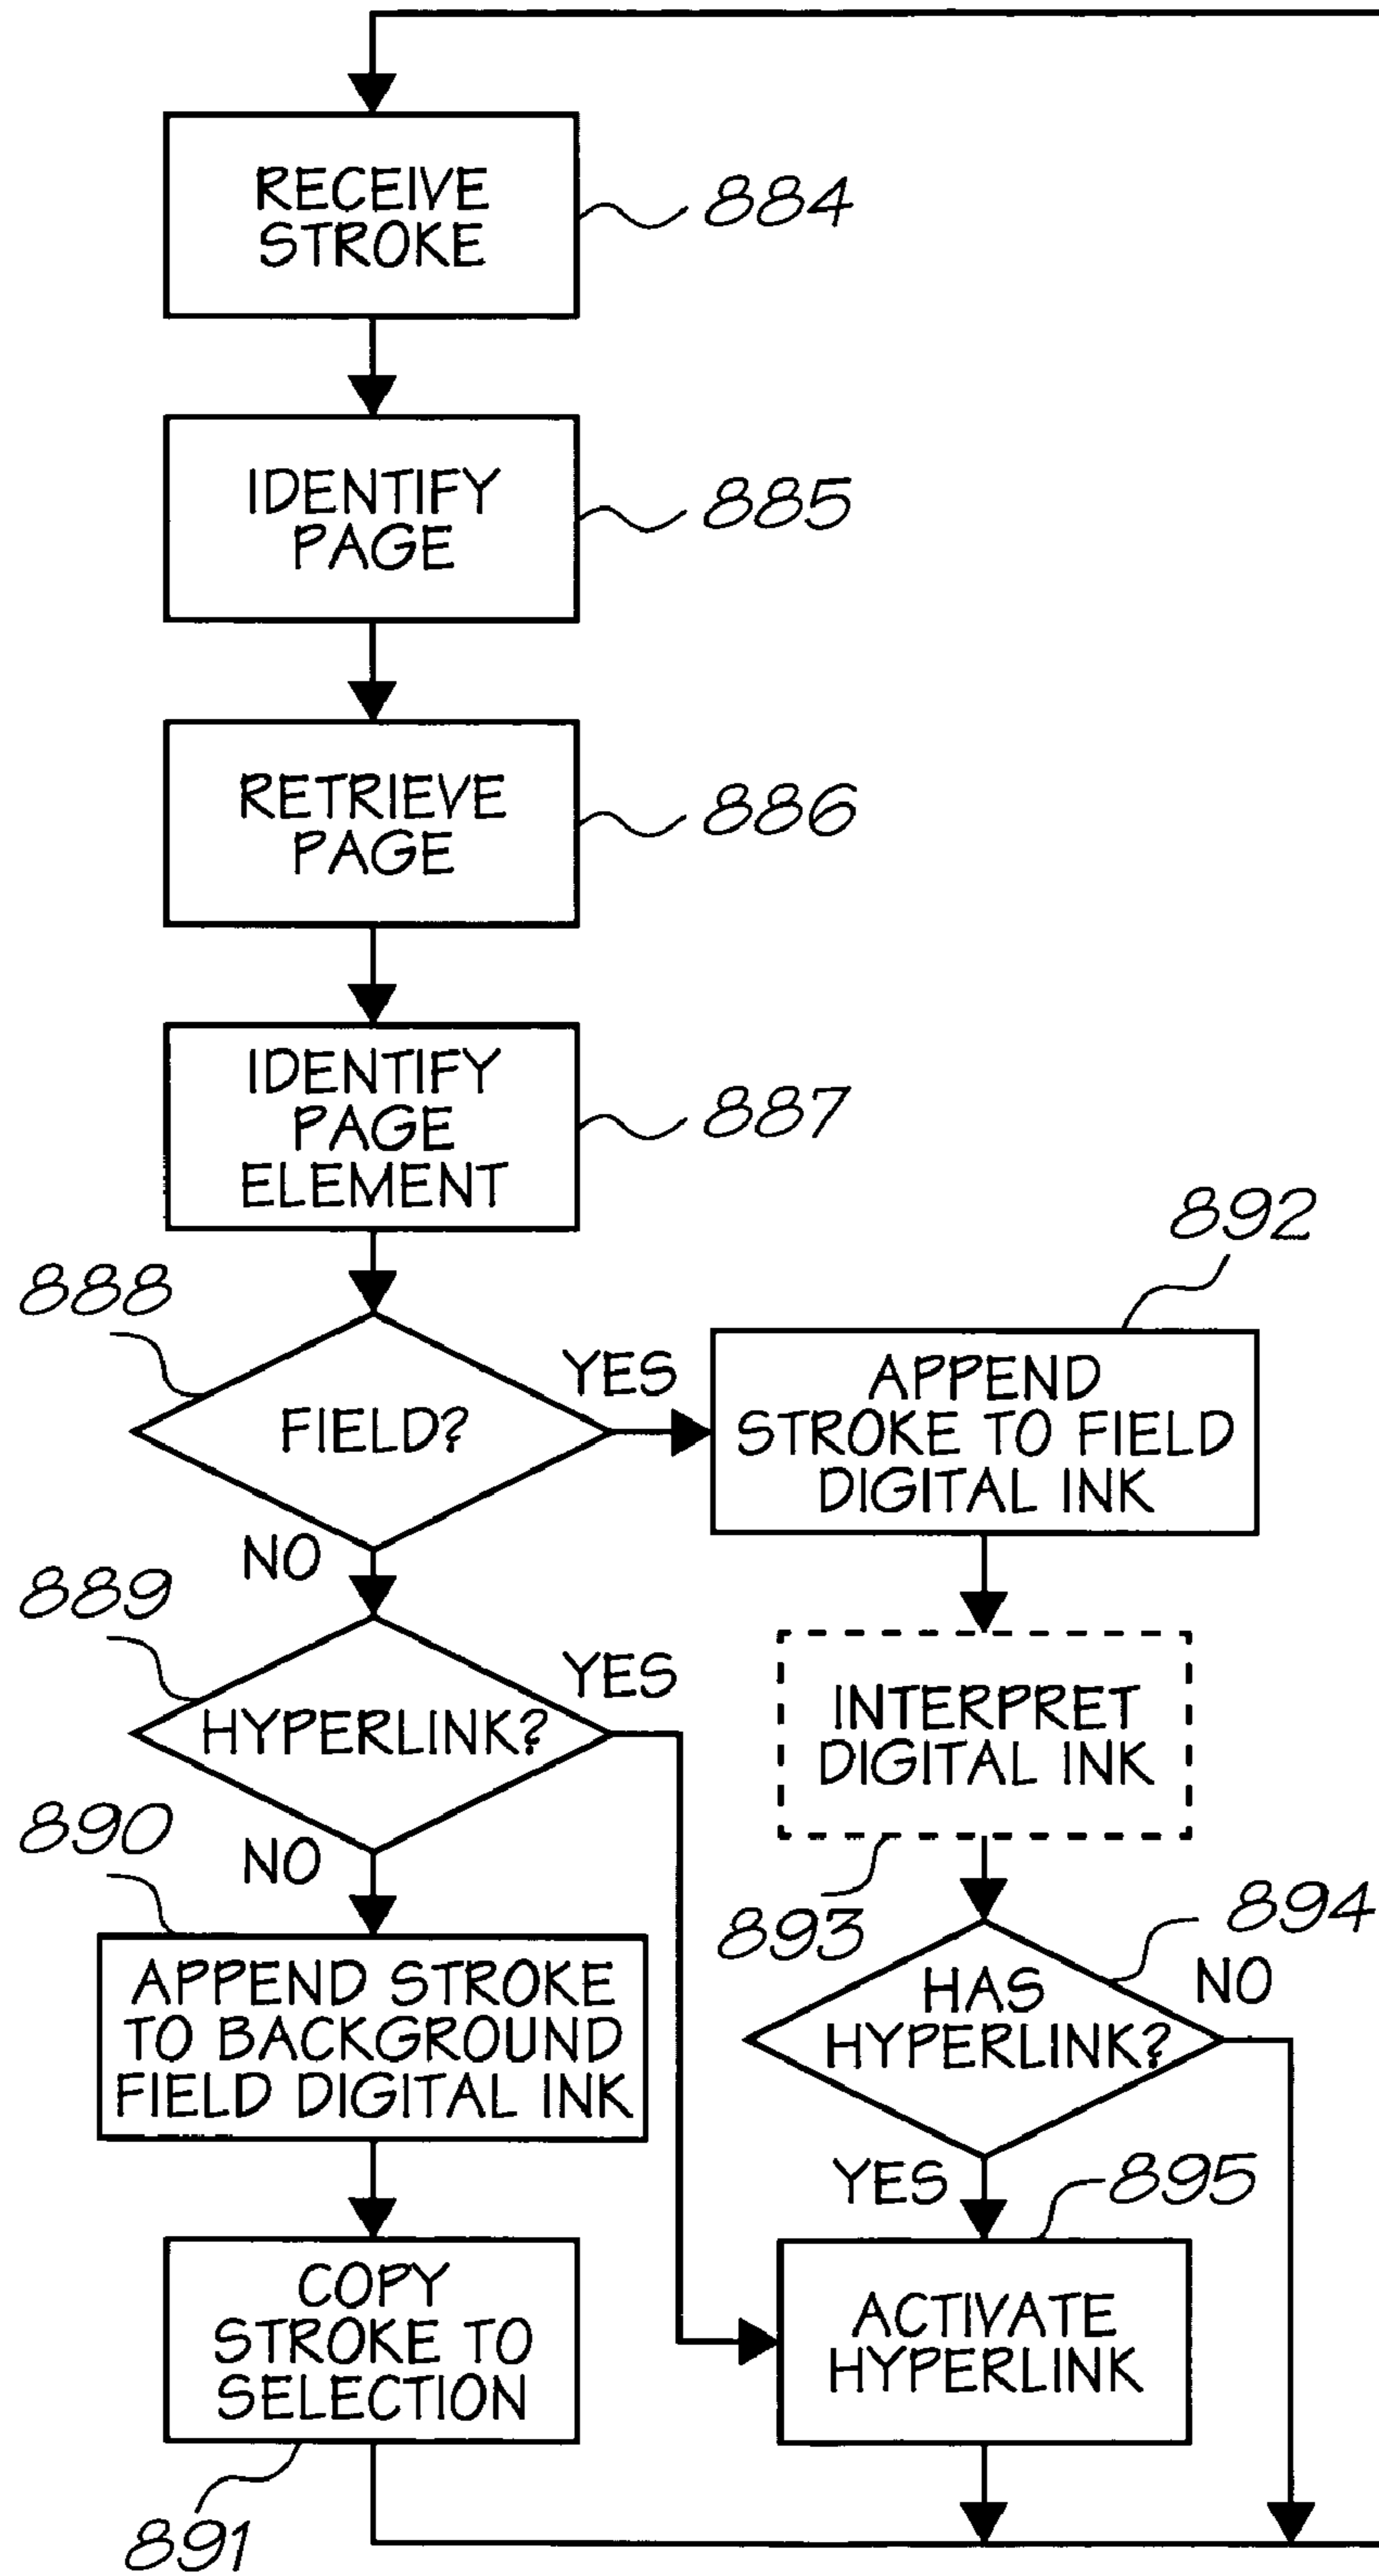 RECEIVE
STROKE
884
IDENTIFY
PAGE
885
RETRIEVE
PAGE
886
IDENTIFY
PAGE
ELEMENT
887
888
FIELD?
YES
NO
892
APPEND
STROKE TO FIELD
DIGITAL INK
889
HYPERLINK?
YES
NO
INTERPRET
DIGITAL INK
893
890
APPEND STROKE
TO BACKGROUND
FIELD DIGITAL INK
894
HAS
HYPERLINK?
NO
YES
895
COPY
STROKE TO
SELECTION
891
ACTIVATE
HYPERLINK